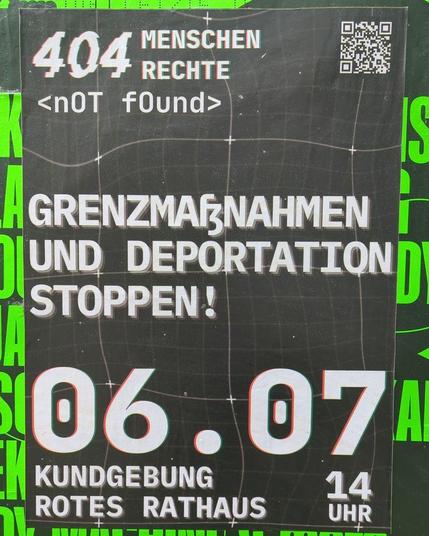 404 MENSCHEN
RECHTE
<nOT fOund>
GRENZMAẞNAHMEN
UND DEPORTATION
STOPPEN!
06.07
KUNDGEBUNG
ROTES RATHAUS
14
UHR